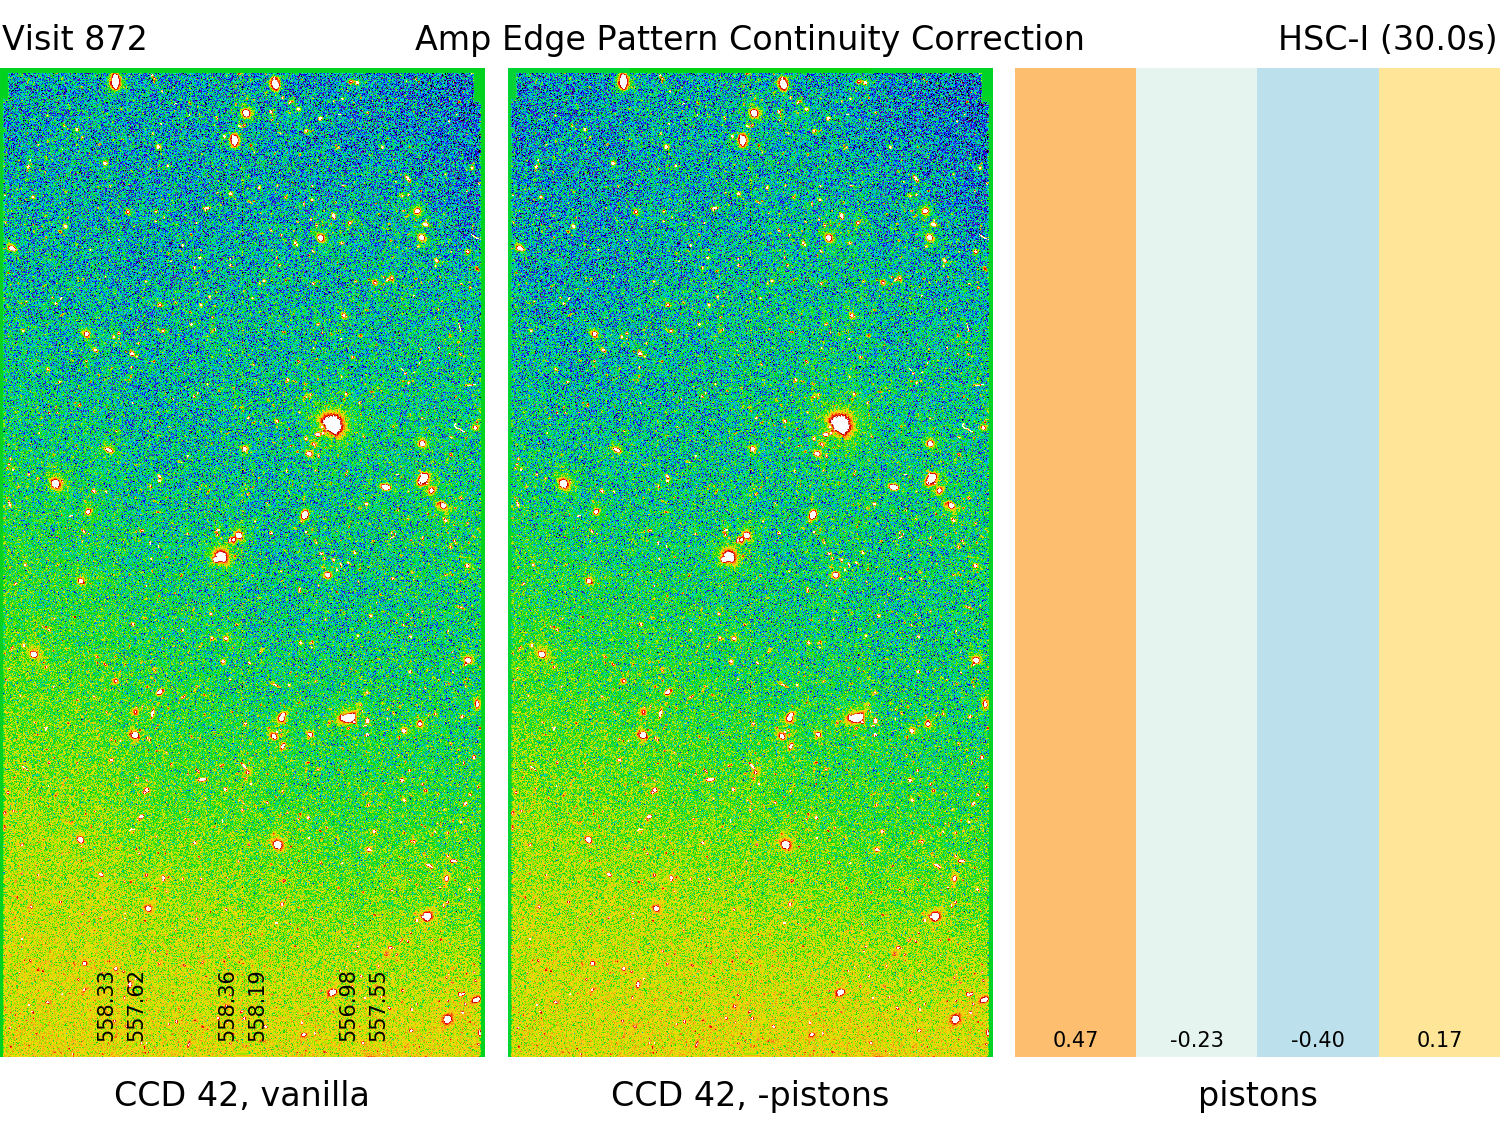 Visit 872
Amp Edge Pattern Continuity Correction
HSC-I (30.0s)
558.33
557.62
558.36
558.19
556.98
557.55
0.47
-0.23
-0.40
0.17
CCD 42, vanilla
CCD 42, -pistons
pistons